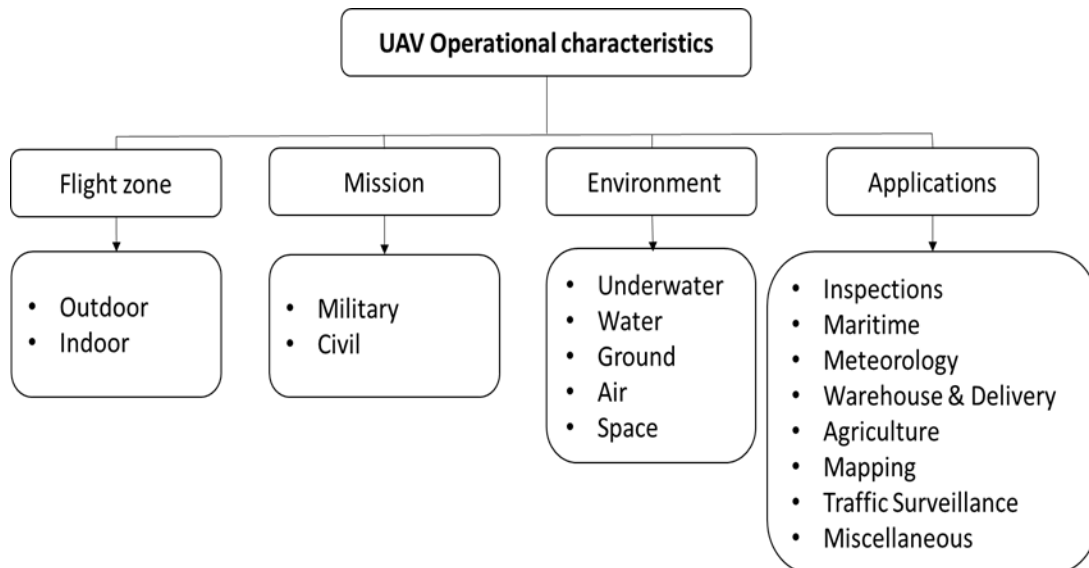 UAV Operational characteristics
Flight zone
Mission
Environment
Applications
• Outdoor
• Indoor
• Military
• Civil
• Underwater
• Water
• Ground
• Air
• Space
• Inspections
• Maritime
• Meteorology
• Warehouse & Delivery
• Agriculture
• Mapping
• Traffic Surveillance
• Miscellaneous